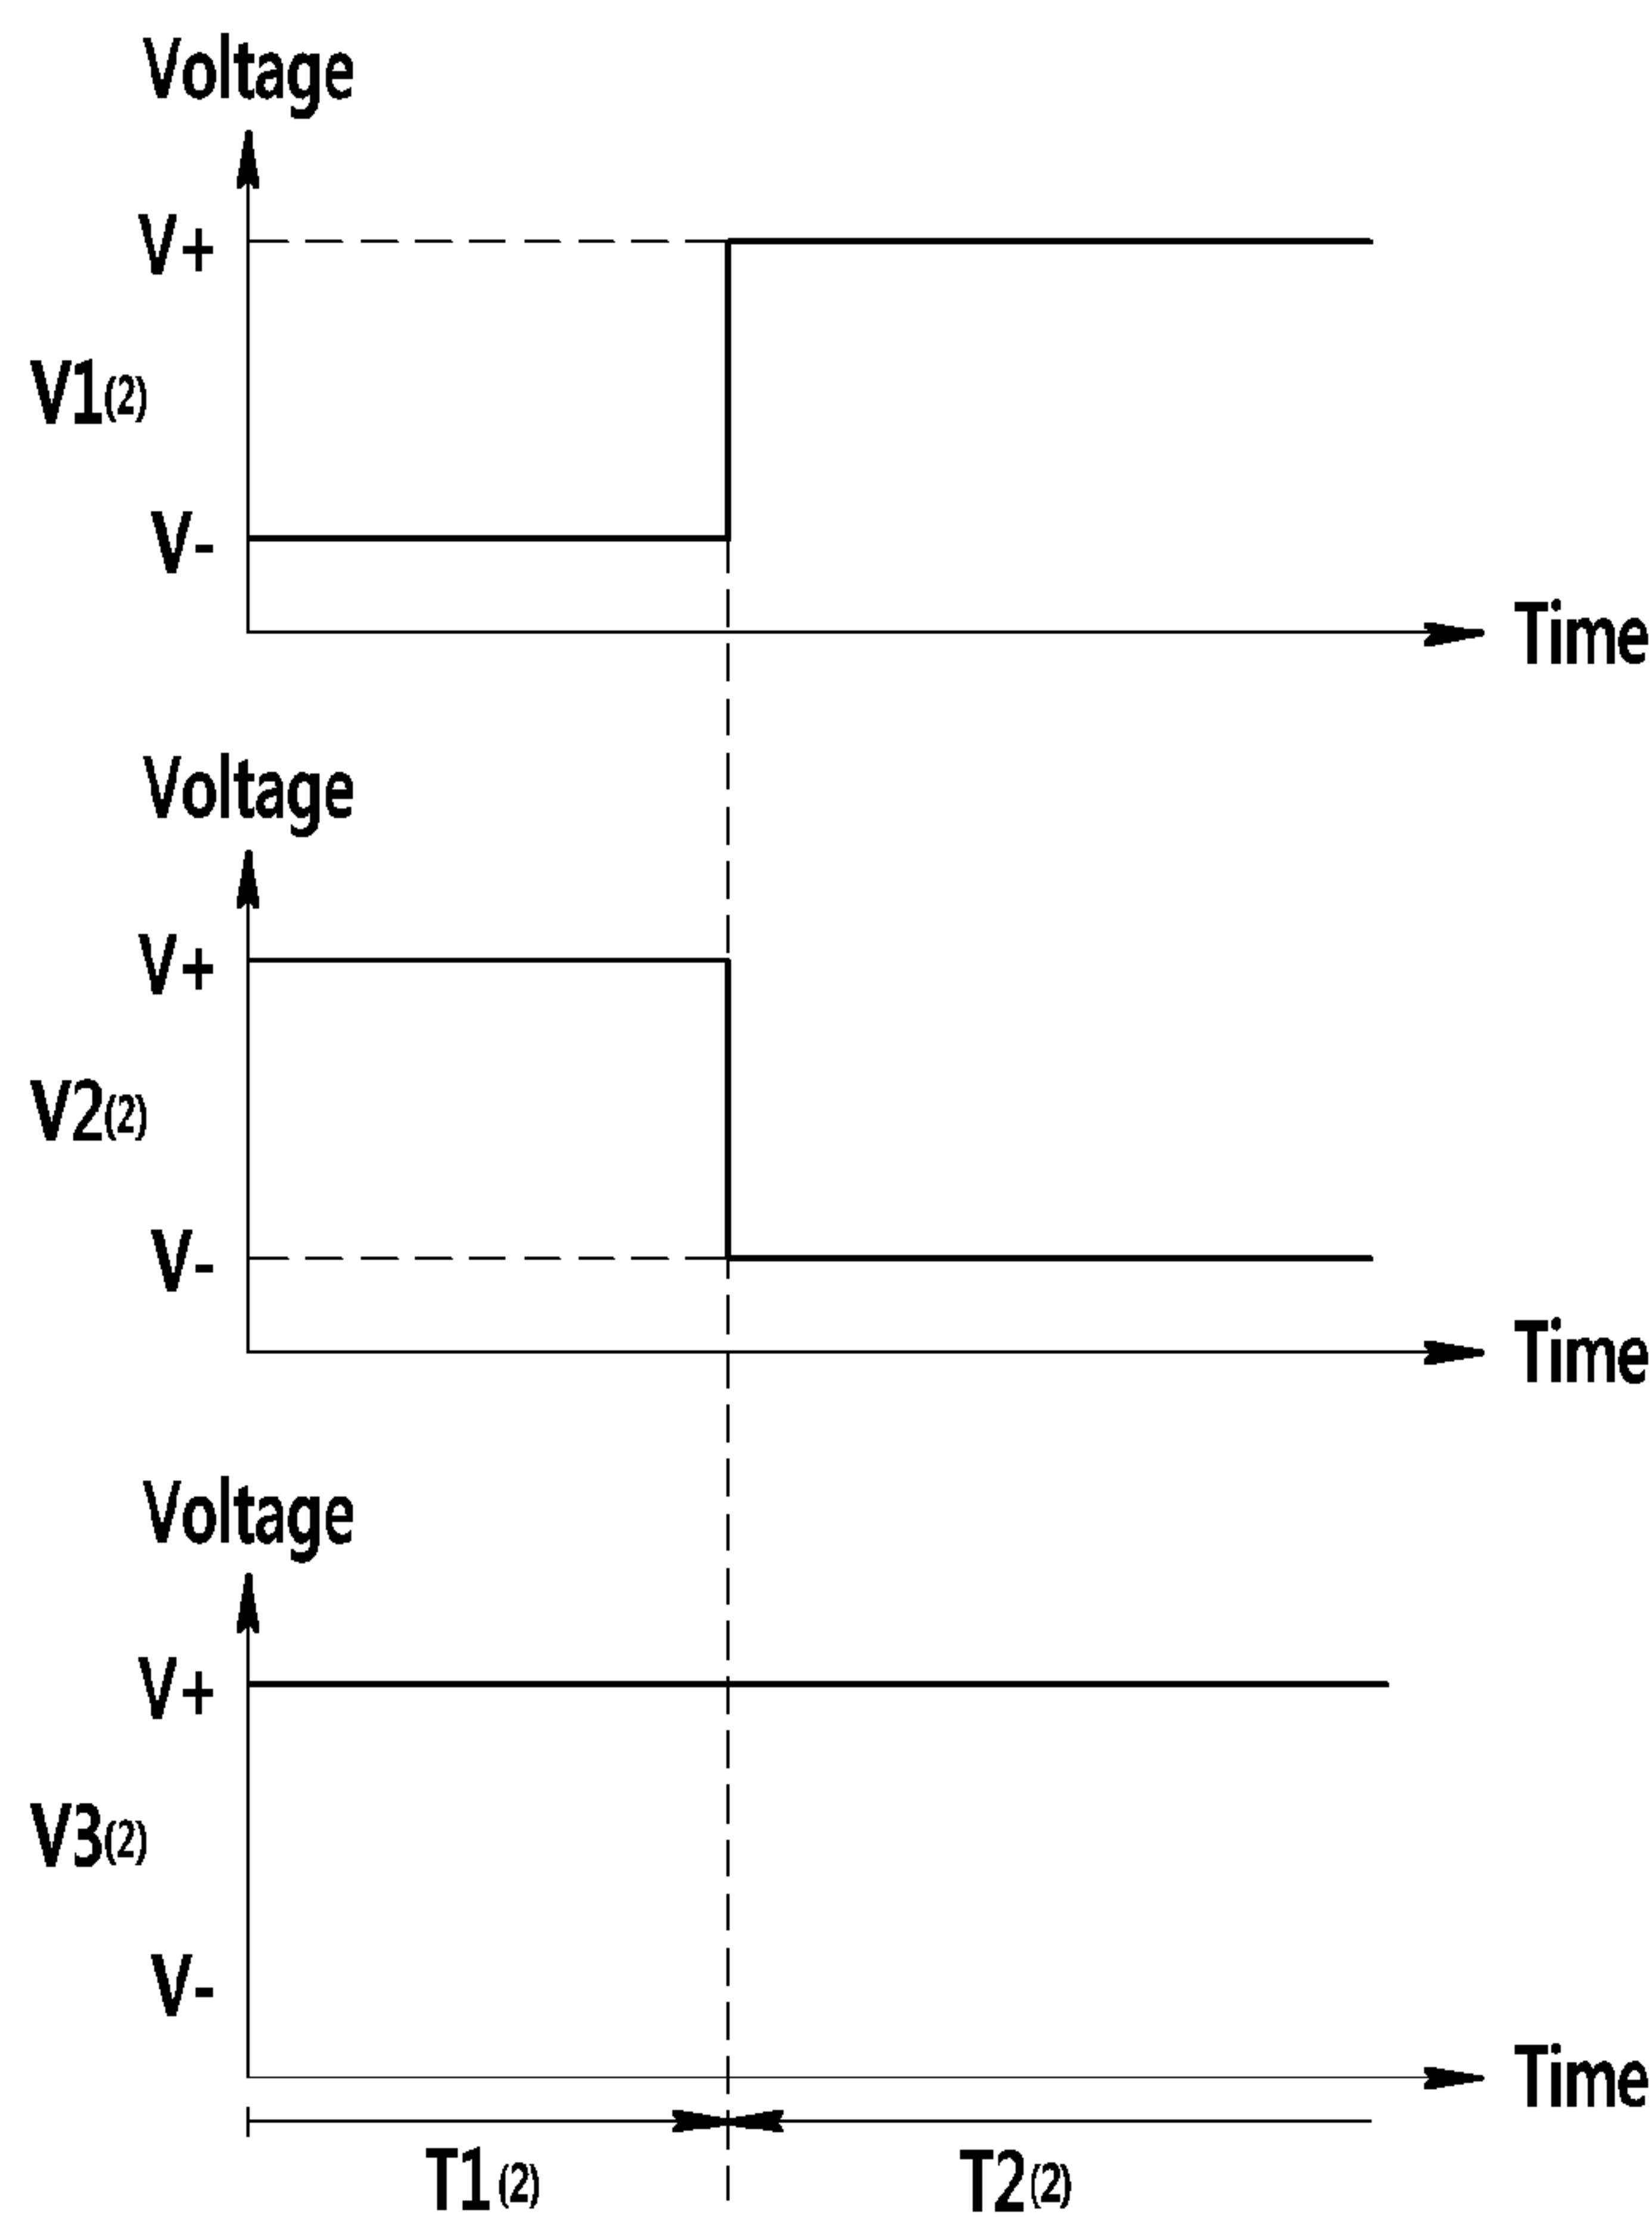 Voltage
V+
V1(2)
V-
Time
Voltage
V+
V2(2)
V-
Time
Voltage
V+
V3(2)
V-
Time
T1(2) T2(2)